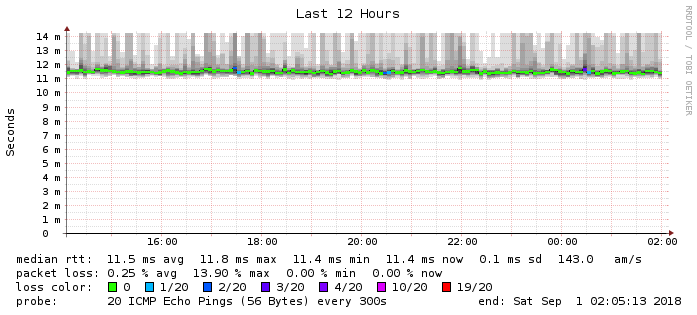 Last 12 Hours
RRDTOOL / TOBI OETIKER
Seconds
14 m
13 m
12 m
11 m
10 m
9 m
8 m
7 m
6 m
5 m
4 m
3 m
2 m
1 m
0
16:00 18:00 20:00 22:00 00:00 02:00
median rtt: 11.5 ms avg 11.8 ms max 11.4 ms min 11.4 ms now 0.1 ms sd 143.0 am/s
packet loss: 0.25 % avg 13.90 % max 0.00 % min 0.00 % now
loss color: 0 1/20 2/20 3/20 4/20 10/20 19/20
probe: 20 ICMP Echo Pings (56 Bytes) every 300s end: Sat Sep 1 02:05:13 2018